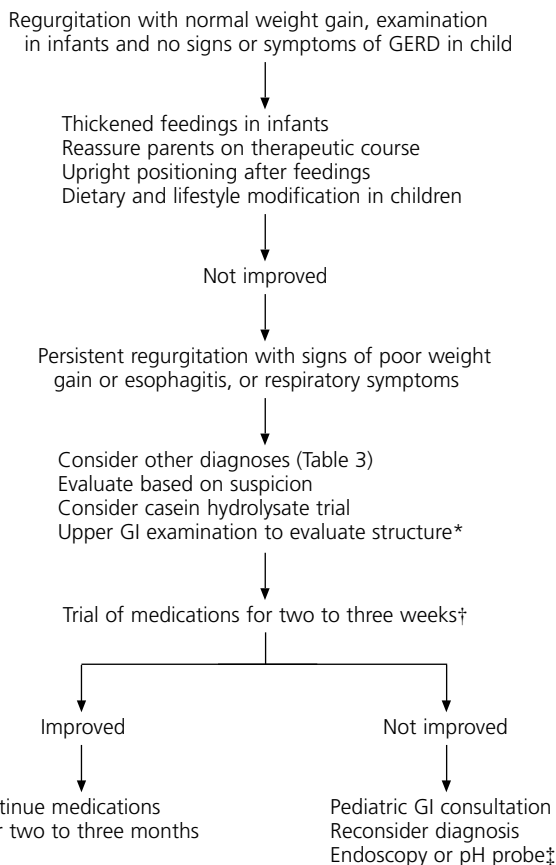 Regurgitation with normal weight gain, examination
in infants and no signs or symptoms of GERD in child
Thickened feedings in infants
Reassure parents on therapeutic course
Upright positioning after feedings
Dietary and lifestyle modification in children
Not improved
Persistent regurgitation with signs of poor weight
gain or esophagitis, or respiratory symptoms
Consider other diagnoses (Table 3)
Evaluate based on suspicion
Consider casein hydrolysate trial
Upper GI examination to evaluate structure*
Trial of medications for two to three weeks†
Improved
Not improved
tinue medications
r two to three months
Pediatric GI consultation
Reconsider diagnosis
Endoscopy or pH probe‡